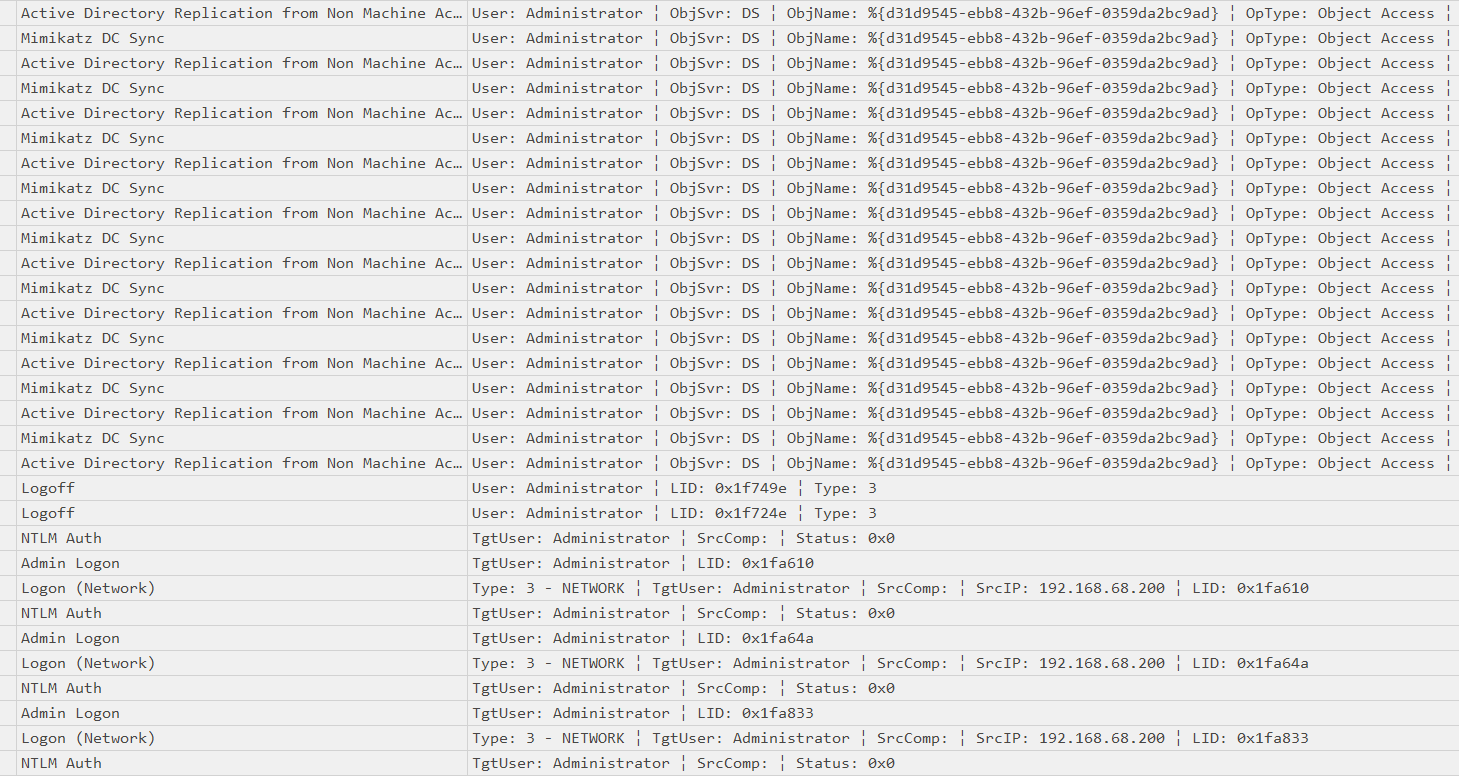 Active Directory Replication from Non Machine Ac… User: Administrator ¦ ObjSvr: DS ¦ ObjName: %{d31d9545-ebb8-432b-96ef-0359da2bc9ad} ¦ OpType: Object Access ¦
Mimikatz DC Sync User: Administrator ¦ ObjSvr: DS ¦ ObjName: %{d31d9545-ebb8-432b-96ef-0359da2bc9ad} ¦ OpType: Object Access ¦
Active Directory Replication from Non Machine Ac… User: Administrator ¦ ObjSvr: DS ¦ ObjName: %{d31d9545-ebb8-432b-96ef-0359da2bc9ad} ¦ OpType: Object Access ¦
Mimikatz DC Sync User: Administrator ¦ ObjSvr: DS ¦ ObjName: %{d31d9545-ebb8-432b-96ef-0359da2bc9ad} ¦ OpType: Object Access ¦
Active Directory Replication from Non Machine Ac… User: Administrator ¦ ObjSvr: DS ¦ ObjName: %{d31d9545-ebb8-432b-96ef-0359da2bc9ad} ¦ OpType: Object Access ¦
Mimikatz DC Sync User: Administrator ¦ ObjSvr: DS ¦ ObjName: %{d31d9545-ebb8-432b-96ef-0359da2bc9ad} ¦ OpType: Object Access ¦
Active Directory Replication from Non Machine Ac… User: Administrator ¦ ObjSvr: DS ¦ ObjName: %{d31d9545-ebb8-432b-96ef-0359da2bc9ad} ¦ OpType: Object Access ¦
Mimikatz DC Sync User: Administrator ¦ ObjSvr: DS ¦ ObjName: %{d31d9545-ebb8-432b-96ef-0359da2bc9ad} ¦ OpType: Object Access ¦
Active Directory Replication from Non Machine Ac… User: Administrator ¦ ObjSvr: DS ¦ ObjName: %{d31d9545-ebb8-432b-96ef-0359da2bc9ad} ¦ OpType: Object Access ¦
Mimikatz DC Sync User: Administrator ¦ ObjSvr: DS ¦ ObjName: %{d31d9545-ebb8-432b-96ef-0359da2bc9ad} ¦ OpType: Object Access ¦
Active Directory Replication from Non Machine Ac… User: Administrator ¦ ObjSvr: DS ¦ ObjName: %{d31d9545-ebb8-432b-96ef-0359da2bc9ad} ¦ OpType: Object Access ¦
Mimikatz DC Sync User: Administrator ¦ ObjSvr: DS ¦ ObjName: %{d31d9545-ebb8-432b-96ef-0359da2bc9ad} ¦ OpType: Object Access ¦
Active Directory Replication from Non Machine Ac… User: Administrator ¦ ObjSvr: DS ¦ ObjName: %{d31d9545-ebb8-432b-96ef-0359da2bc9ad} ¦ OpType: Object Access ¦
Mimikatz DC Sync User: Administrator ¦ ObjSvr: DS ¦ ObjName: %{d31d9545-ebb8-432b-96ef-0359da2bc9ad} ¦ OpType: Object Access ¦
Active Directory Replication from Non Machine Ac… User: Administrator ¦ ObjSvr: DS ¦ ObjName: %{d31d9545-ebb8-432b-96ef-0359da2bc9ad} ¦ OpType: Object Access ¦
Mimikatz DC Sync User: Administrator ¦ ObjSvr: DS ¦ ObjName: %{d31d9545-ebb8-432b-96ef-0359da2bc9ad} ¦ OpType: Object Access ¦
Active Directory Replication from Non Machine Ac… User: Administrator ¦ ObjSvr: DS ¦ ObjName: %{d31d9545-ebb8-432b-96ef-0359da2bc9ad} ¦ OpType: Object Access ¦
Mimikatz DC Sync User: Administrator ¦ ObjSvr: DS ¦ ObjName: %{d31d9545-ebb8-432b-96ef-0359da2bc9ad} ¦ OpType: Object Access ¦
Active Directory Replication from Non Machine Ac… User: Administrator ¦ ObjSvr: DS ¦ ObjName: %{d31d9545-ebb8-432b-96ef-0359da2bc9ad} ¦ OpType: Object Access ¦
Logoff User: Administrator ¦ LID: 0x1f749e ¦ Type: 3
Logoff User: Administrator ¦ LID: 0x1f724e ¦ Type: 3
NTLM Auth TgtUser: Administrator ¦ SrcComp: ¦ Status: 0x0
Admin Logon TgtUser: Administrator ¦ LID: 0x1fa610
Logon (Network) Type: 3 - NETWORK ¦ TgtUser: Administrator ¦ SrcComp: ¦ SrcIP: 192.168.68.200 ¦ LID: 0x1fa610
NTLM Auth TgtUser: Administrator ¦ SrcComp: ¦ Status: 0x0
Admin Logon TgtUser: Administrator ¦ LID: 0x1fa64a
Logon (Network) Type: 3 - NETWORK ¦ TgtUser: Administrator ¦ SrcComp: ¦ SrcIP: 192.168.68.200 ¦ LID: 0x1fa64a
NTLM Auth TgtUser: Administrator ¦ SrcComp: ¦ Status: 0x0
Admin Logon TgtUser: Administrator ¦ LID: 0x1fa833
Logon (Network) Type: 3 - NETWORK ¦ TgtUser: Administrator ¦ SrcComp: ¦ SrcIP: 192.168.68.200 ¦ LID: 0x1fa833
NTLM Auth TgtUser: Administrator ¦ SrcComp: ¦ Status: 0x0